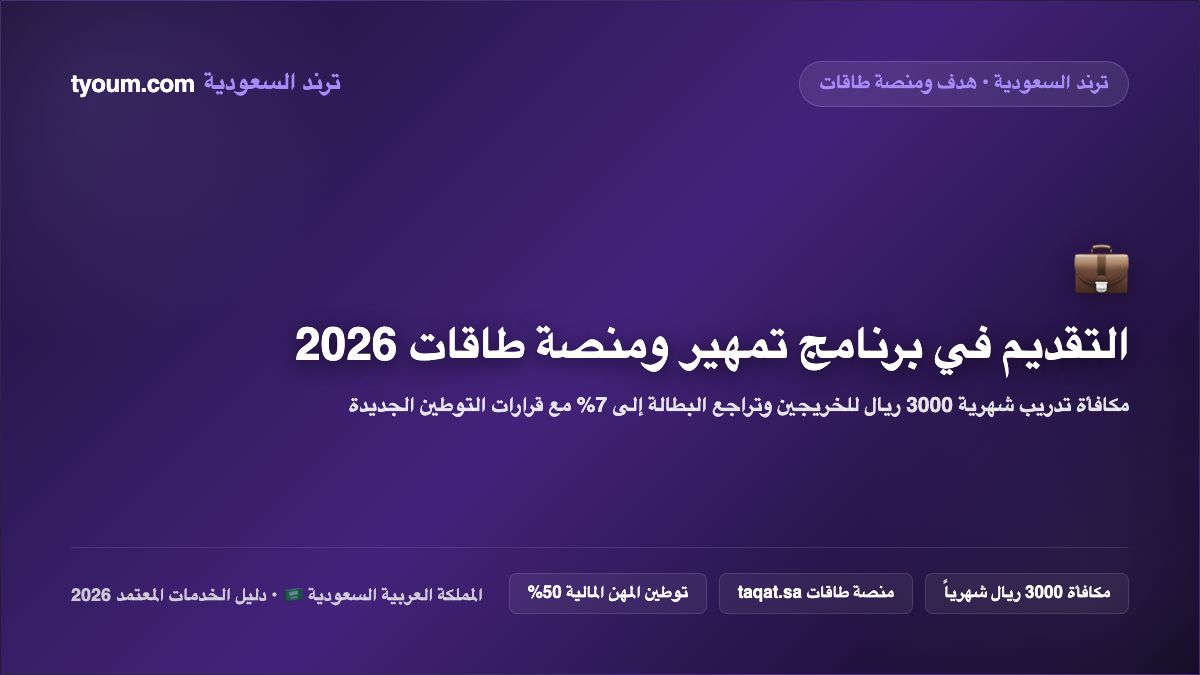 ترند السعودية • هدف ومنصة طاقات
ترند السعودية tyoum.com
التقديم في برنامج تمهير ومنصة طاقات 2026
مكافأة تدريب شهرية 3000 ريال للخريجين وتراجع البطالة إلى 7% مع قرارات التوطين الجديدة
مكافأة 3000 ريال شهرياً
منصة طاقات taqat.sa
توطين المهن المالية 50%
المملكة العربية السعودية 🇸🇦 • دليل الخدمات المعتمد 2026